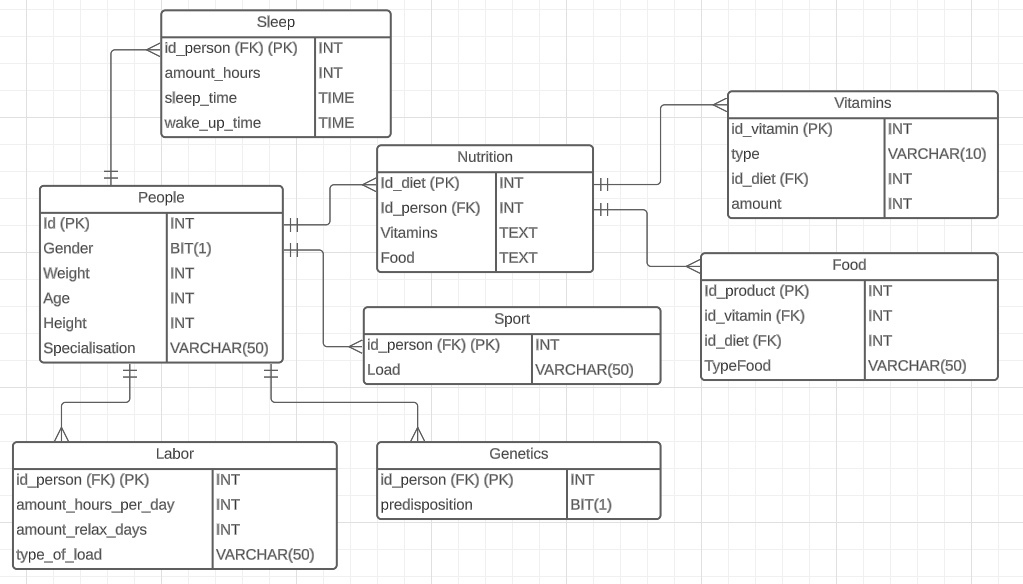 Sleep
id_person (FK) (PK) INT
amount_hours INT
sleep_time TIME
wake_up_time TIME
Vitamins
id_vitamin (PK) INT
type VARCHAR(10)
id_diet (FK) INT
amount INT
Nutrition
Id_diet (PK) INT
Id_person (FK) INT
Vitamins TEXT
Food TEXT
People
Id (PK) INT
Gender BIT(1)
Weight INT
Age INT
Height INT
Specialisation VARCHAR(50)
Food
Id_product (PK) INT
id_vitamin (FK) INT
id_diet (FK) INT
TypeFood VARCHAR(50)
Sport
id_person (FK) (PK) INT
Load VARCHAR(50)
Labor
id_person (FK) (PK) INT
amount_hours_per_day INT
amount_relax_days INT
type_of_load VARCHAR(50)
Genetics
id_person (FK) (PK) INT
predisposition BIT(1)